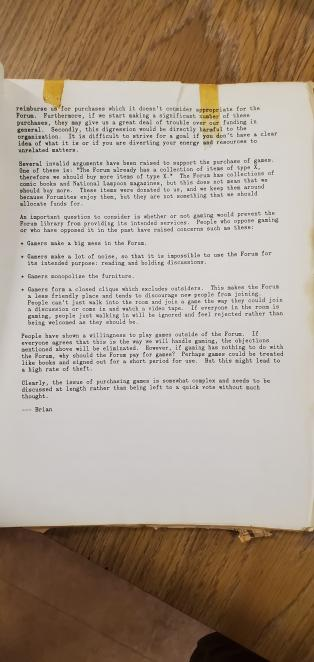 reimburse us for purchases which it doesn't consider appropriate for the
Forum. Furthermore, if we start making a significant number of these
purchases, they may give us a great deal of trouble over our funding in
general. Secondly, this digression would be directly harmful to the
organization. It is difficult to strive for a goal if you don't have a clear
idea of what it is or if you are diverting your energy and resources to
unrelated matters.
Several invalid arguments have been raised to support the purchase of games.
One of these is: "The Forum already has a collection of items of type X,
therefore we should buy more items of type X." The Forum has collections of
comic books and National Lampoon magazines, but this does not mean that we
should buy more. These items were donated to us, and we keep them around
because Forumites enjoy them, but they are not something that we should
allocate funds for.
An important question to consider is whether or not gaming would prevent the
Forum library from providing its intended services. People who oppose gaming
or who have opposed it in the past have raised concerns such as these:
+ Gamers make a big mess in the Forum.
+ Gamers make a lot of noise, so that it is impossible to use the Forum for
its intended purpose: reading and holding discussions.
+ Gamers monopolize the furniture.
+ Gamers form a closed clique which excludes outsiders. This makes the Forum
a less friendly place and tends to discourage new people from joining.
People can't just walk into the room and join a game the way they could join
a discussion or come in and watch a video tape. If everyone in the room is
gaming, people just walking in will be ignored and feel rejected rather than
being welcomed as they should be.
People have shown a willingness to play games outside of the Forum. If
everyone agrees that this is the way we will handle gaming, the objections
mentioned above will be eliminated. However, if gaming has nothing to do with
the Forum, why should the Forum pay for games? Perhaps games could be treated
like books and signed out for a short period for use. But this might lead to
a high rate of theft.
Clearly, the issue of purchasing games is somewhat complex and needs to be
discussed at length rather than being left to a quick vote without much
thought.
--- Brian